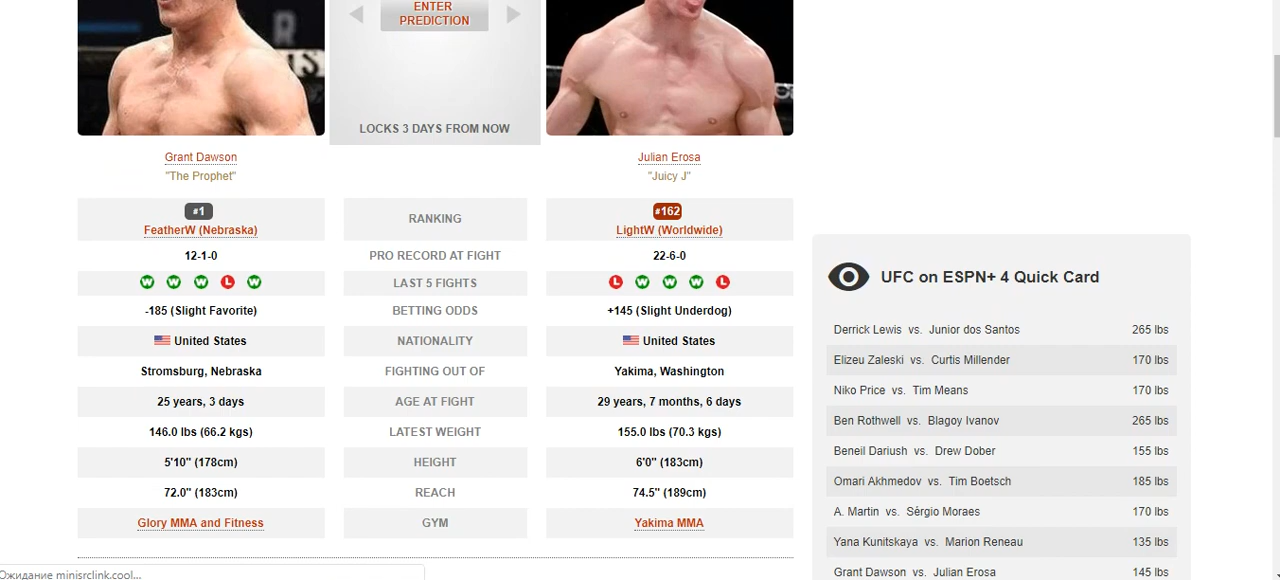 ENTER
PREDICTION
LOCKS 3 DAYS FROM NOW
Grant Dawson
"The Prophet"
Julian Erosa
"Juicy J"
#1
FeatherW (Nebraska)
RANKING
#162
LightW (Worldwide)
12-1-0
PRO RECORD AT FIGHT
22-6-0
W W W L W
LAST 5 FIGHTS
L W W W L
-185 (Slight Favorite)
BETTING ODDS
+145 (Slight Underdog)
United States
NATIONALITY
United States
Stromsburg, Nebraska
FIGHTING OUT OF
Yakima, Washington
25 years, 3 days
AGE AT FIGHT
29 years, 7 months, 6 days
146.0 lbs (66.2 kgs)
LATEST WEIGHT
155.0 lbs (70.3 kgs)
5'10" (178cm)
HEIGHT
6'0" (183cm)
72.0" (183cm)
REACH
74.5" (189cm)
Glory MMA and Fitness
GYM
Yakima MMA
UFC on ESPN+ 4 Quick Card
Derrick Lewis vs. Junior dos Santos 265 lbs
Elizeu Zaleski vs. Curtis Millender 170 lbs
Niko Price vs. Tim Means 170 lbs
Ben Rothwell vs. Blagoy Ivanov 265 lbs
Beneil Dariush vs. Drew Dober 155 lbs
Omari Akhmedov vs. Tim Boetsch 185 lbs
A. Martin vs. Sérgio Moraes 170 lbs
Yana Kunitskaya vs. Marion Reneau 135 lbs
Grant Dawson vs. Julian Erosa 145 lbs
Ожидание minisrclink.cool...